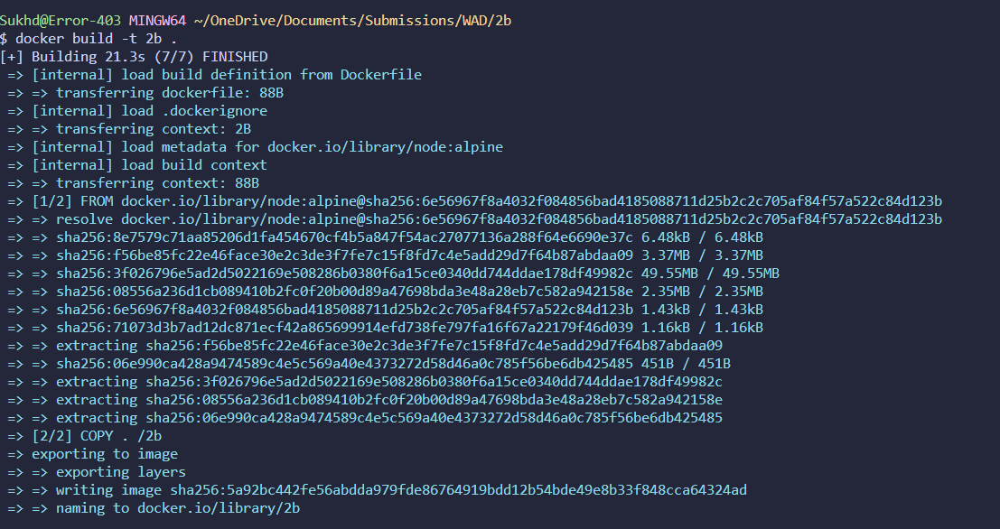 Sukhd@Error-403 MINGW64 ~/OneDrive/Documents/Submissions/WAD/2b
$ docker build -t 2b .
[+] Building 21.3s (7/7) FINISHED
=> [internal] load build definition from Dockerfile
=> => transferring dockerfile: 88B
=> [internal] load .dockerignore
=> => transferring context: 2B
=> [internal] load metadata for docker.io/library/node:alpine
=> [internal] load build context
=> => transferring context: 88B
=> [1/2] FROM docker.io/library/node:alpine@sha256:6e56967f8a4032f084856bad4185088711d25b2c2c705af84f57a522c84d123b
=> => resolve docker.io/library/node:alpine@sha256:6e56967f8a4032f084856bad4185088711d25b2c2c705af84f57a522c84d123b
=> => sha256:8e7579c71aa85206d1fa454670cf4b5a847f54ac27077136a288f64e6690e37c 6.48kB / 6.48kB
=> => sha256:f56be85fc22e46face30e2c3de3f7fe7c15f8fd7c4e5add29d7f64b87abdaa09 3.37MB / 3.37MB
=> => sha256:3f026796e5ad2d5022169e508286b0380f6a15ce0340dd744ddae178df49982c 49.55MB / 49.55MB
=> => sha256:08556a236d1cb089410b2fc0f20b00d89a47698bda3e48a28eb7c582a942158e 2.35MB / 2.35MB
=> => sha256:6e56967f8a4032f084856bad4185088711d25b2c2c705af84f57a522c84d123b 1.43kB / 1.43kB
=> => sha256:71073d3b7ad12dc871ecf42a865699914efd738fe797fa16f67a22179f46d039 1.16kB / 1.16kB
=> => extracting sha256:f56be85fc22e46face30e2c3de3f7fe7c15f8fd7c4e5add29d7f64b87abdaa09
=> => sha256:06e990ca428a9474589c4e5c569a40e4373272d58d46a0c785f56be6db425485 451B / 451B
=> => extracting sha256:3f026796e5ad2d5022169e508286b0380f6a15ce0340dd744ddae178df49982c
=> => extracting sha256:08556a236d1cb089410b2fc0f20b00d89a47698bda3e48a28eb7c582a942158e
=> => extracting sha256:06e990ca428a9474589c4e5c569a40e4373272d58d46a0c785f56be6db425485
=> [2/2] COPY . /2b
=> exporting to image
=> => exporting layers
=> => writing image sha256:5a92bc442fe56abdda979fde86764919bdd12b54bde49e8b33f848cca64324ad
=> => naming to docker.io/library/2b